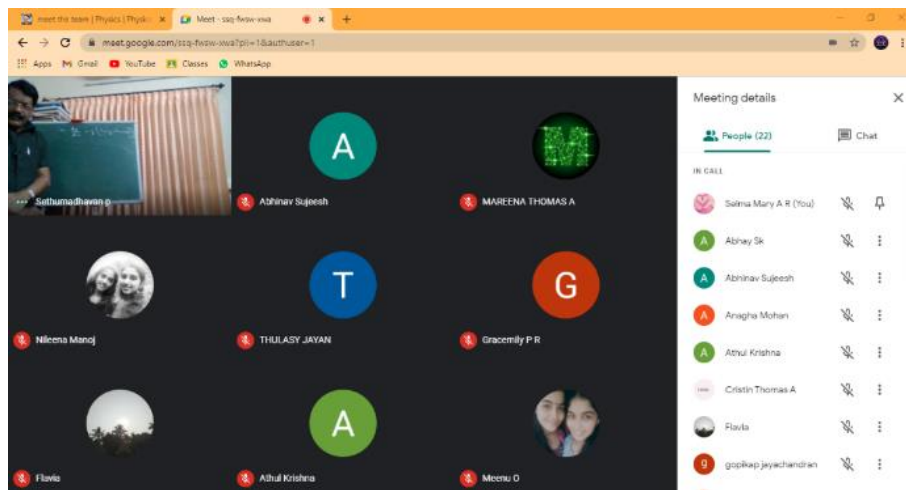 meet the team | Physics | Physic
Meet - ssq-fwsw-xwa
meet.google.com/ssq-fwsw-xwa?pli=1&authuser=1
Apps
Gmail
YouTube
Classes
WhatsApp
Sethumadhavan p
A
Abhinav Sujeesh
M
MAREENA THOMAS A
Nileena Manoj
T
THULASY JAYAN
G
Gracemily P R
Flavia
A
Athul Krishna
Meenu O
Meeting details
People (22)
Chat
IN CALL
Selma Mary A R (You)
A
Abhay Sk
A
Abhinav Sujeesh
A
Anagha Mohan
A
Athul Krishna
Cristin Thomas A
Flavia
g
gopikap jayachandran